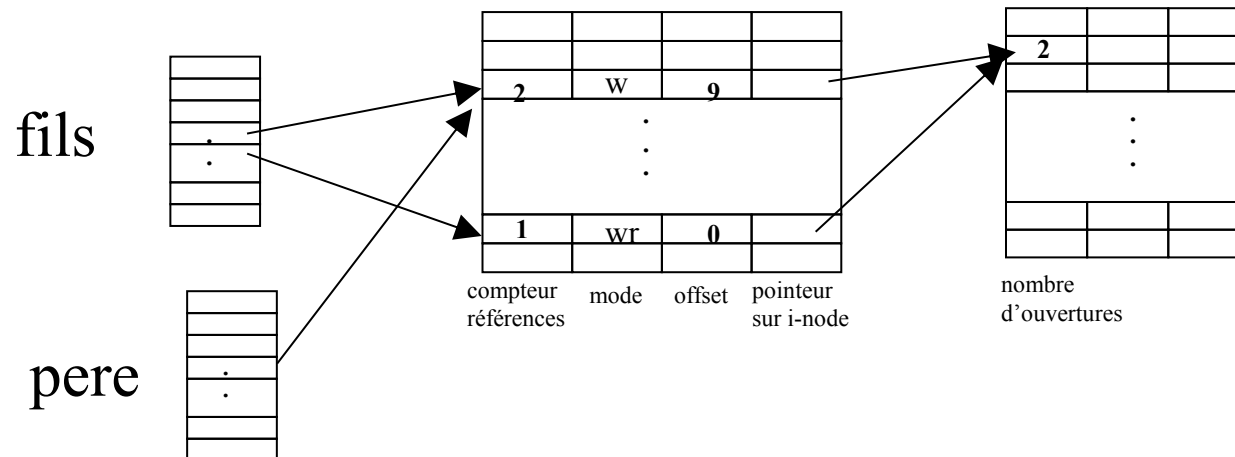 fils
pere
2 w 9
1 wr 0
compteur
références
mode
offset
pointeur
sur i-node
2
nombre
d’ouvertures